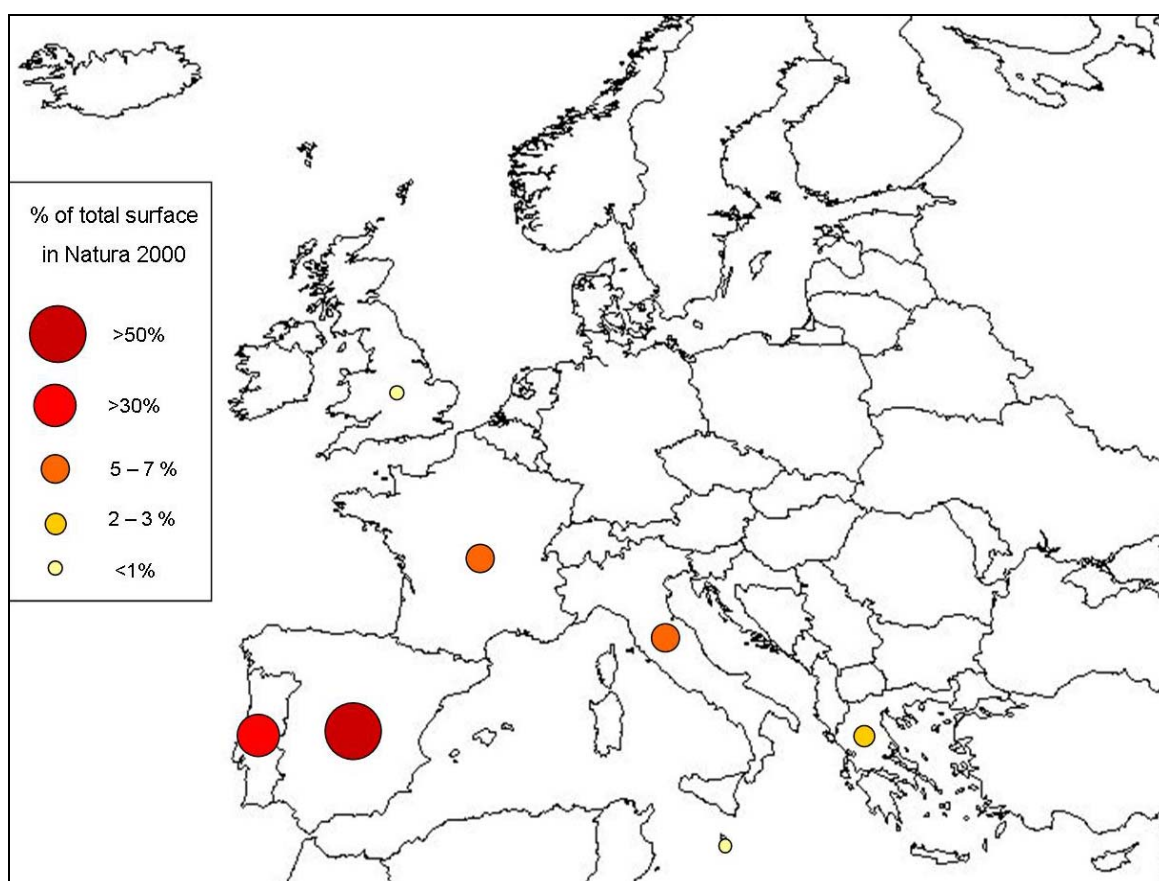 % of total surface
in Natura 2000
>50%
>30%
5 – 7 %
2 – 3 %
<1%